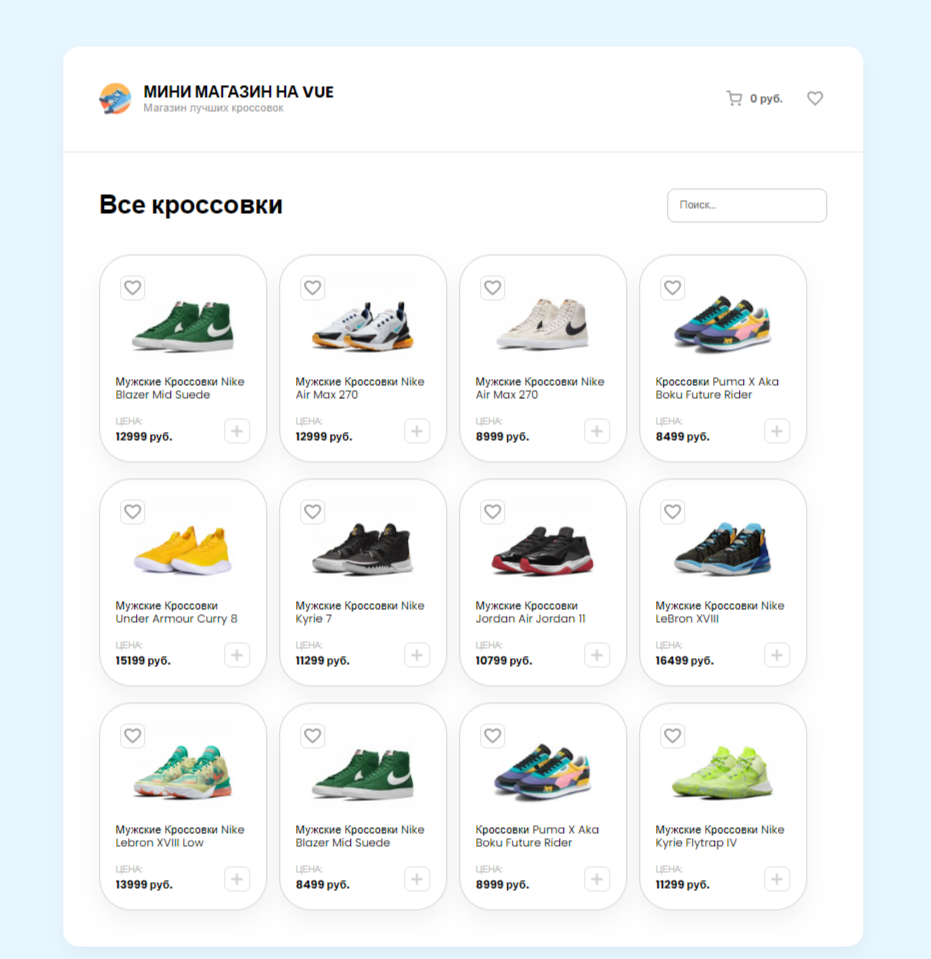 МИНИ МАГАЗИН НА VUE
Магазин лучших кроссовок
0 руб.
Все кроссовки
Поиск...
Мужские Кроссовки Nike
Blazer Mid Suede
ЦЕНА:
12999 руб.
Мужские Кроссовки Nike
Air Max 270
ЦЕНА:
12999 руб.
Мужские Кроссовки Nike
Air Max 270
ЦЕНА:
8999 руб.
Кроссовки Puma X Aka
Boku Future Rider
ЦЕНА:
8499 руб.
Мужские Кроссовки
Under Armour Curry 8
ЦЕНА:
15199 руб.
Мужские Кроссовки Nike
Kyrie 7
ЦЕНА:
11299 руб.
Мужские Кроссовки
Jordan Air Jordan 11
ЦЕНА:
10799 руб.
Мужские Кроссовки Nike
LeBron XVIII
ЦЕНА:
16499 руб.
Мужские Кроссовки Nike
Lebron XVIII Low
ЦЕНА:
13999 руб.
Мужские Кроссовки Nike
Blazer Mid Suede
ЦЕНА:
8499 руб.
Кроссовки Puma X Aka
Boku Future Rider
ЦЕНА:
8999 руб.
Мужские Кроссовки Nike
Kyrie Flytrap IV
ЦЕНА:
11299 руб.